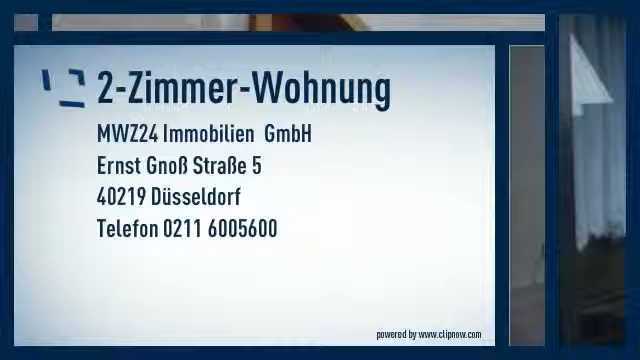 2-Zimmer-Wohnung
MWZ24 Immobilien GmbH
Ernst Gnoß Straße 5
40219 Düsseldorf
Telefon 0211 6005600
powered by www.clipnow.com